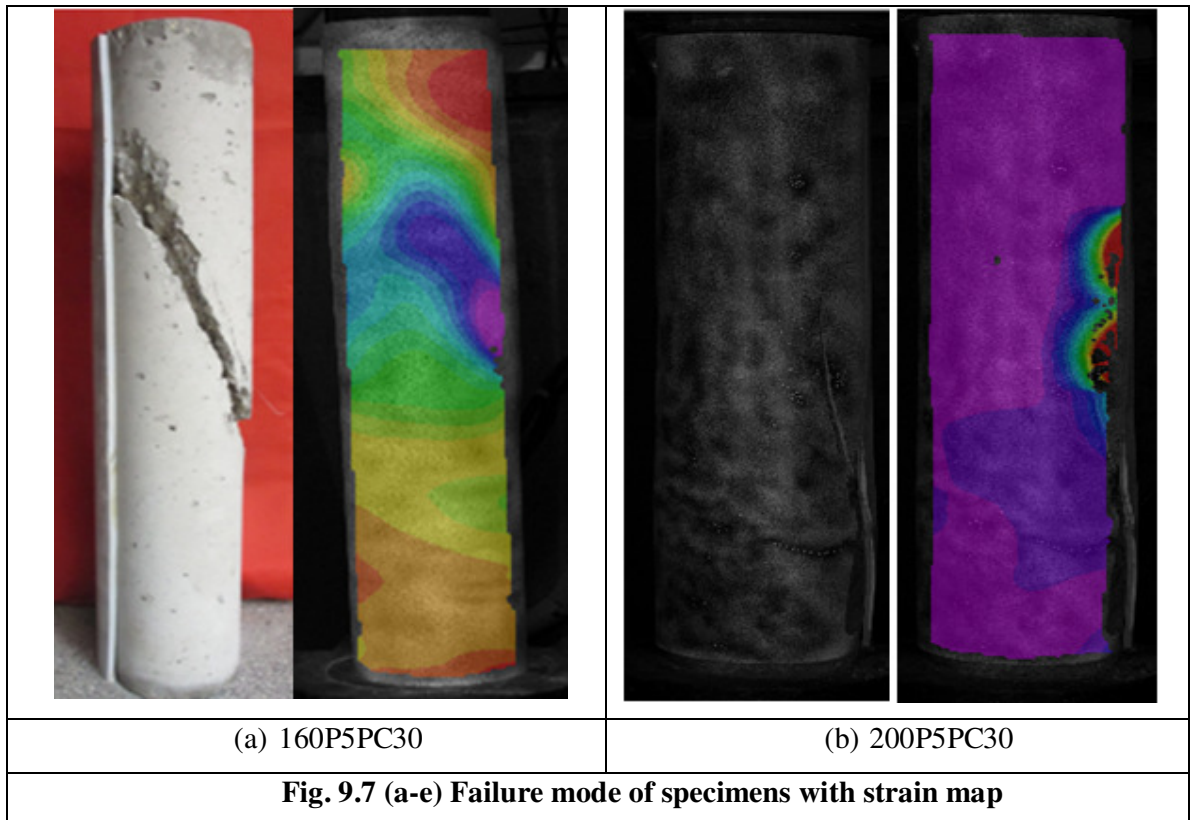 (a) 160P5PC30
(b) 200P5PC30
Fig. 9.7 (a-e) Failure mode of specimens with strain map